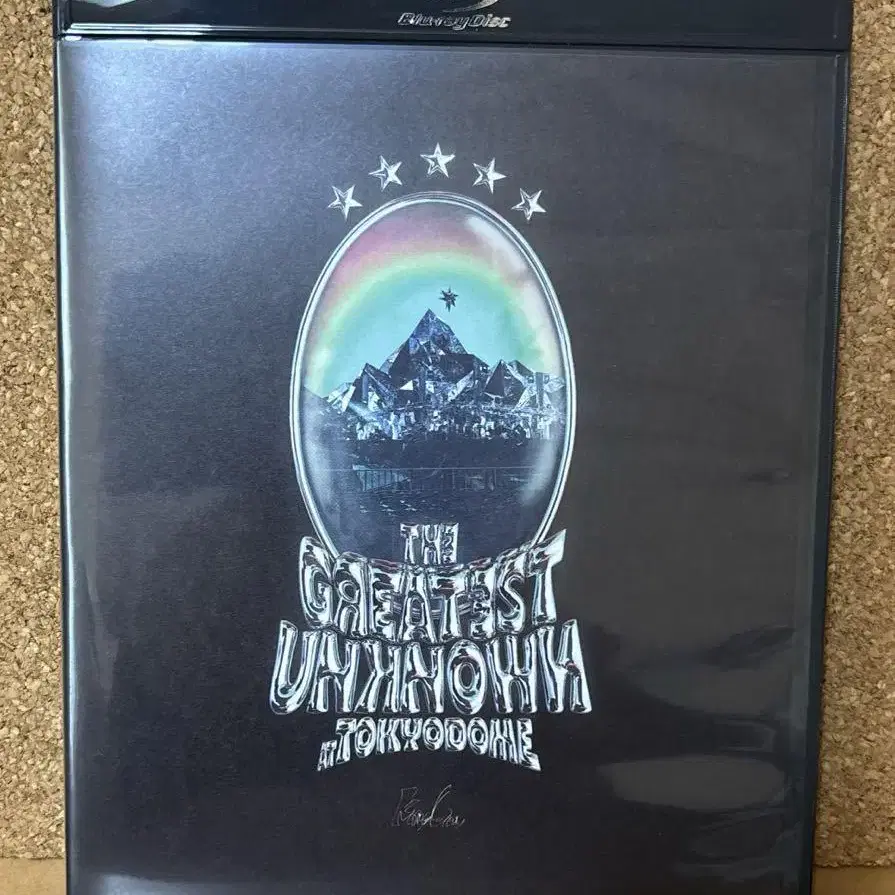 Blu-ray Disc
THE
GREATEST
UNKNOWN
AT TOKYODOME